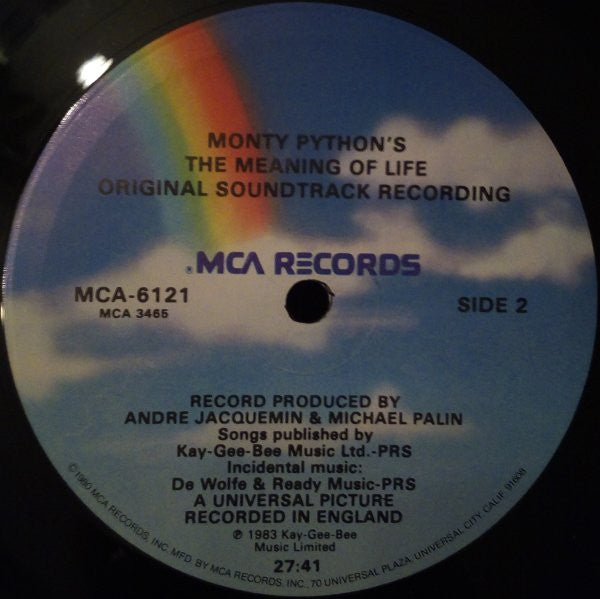 MONTY PYTHON'S
THE MEANING OF LIFE
ORIGINAL SOUNDTRACK RECORDING
®MCA RECORDS
MCA-6121
MCA 3465
SIDE 2
RECORD PRODUCED BY
ANDRE JACQUEMIN & MICHAEL PALIN
Songs published by
Kay-Gee-Bee Music Ltd.-PRS
Incidental music:
De Wolfe & Ready Music-PRS
A UNIVERSAL PICTURE
RECORDED IN ENGLAND
℗ 1983 Kay-Gee-Bee
Music Limited
27:41
©1980 MCA RECORDS, INC. MFD. BY MCA RECORDS, INC., 70 UNIVERSAL PLAZA, UNIVERSAL CITY, CALIF. 91608